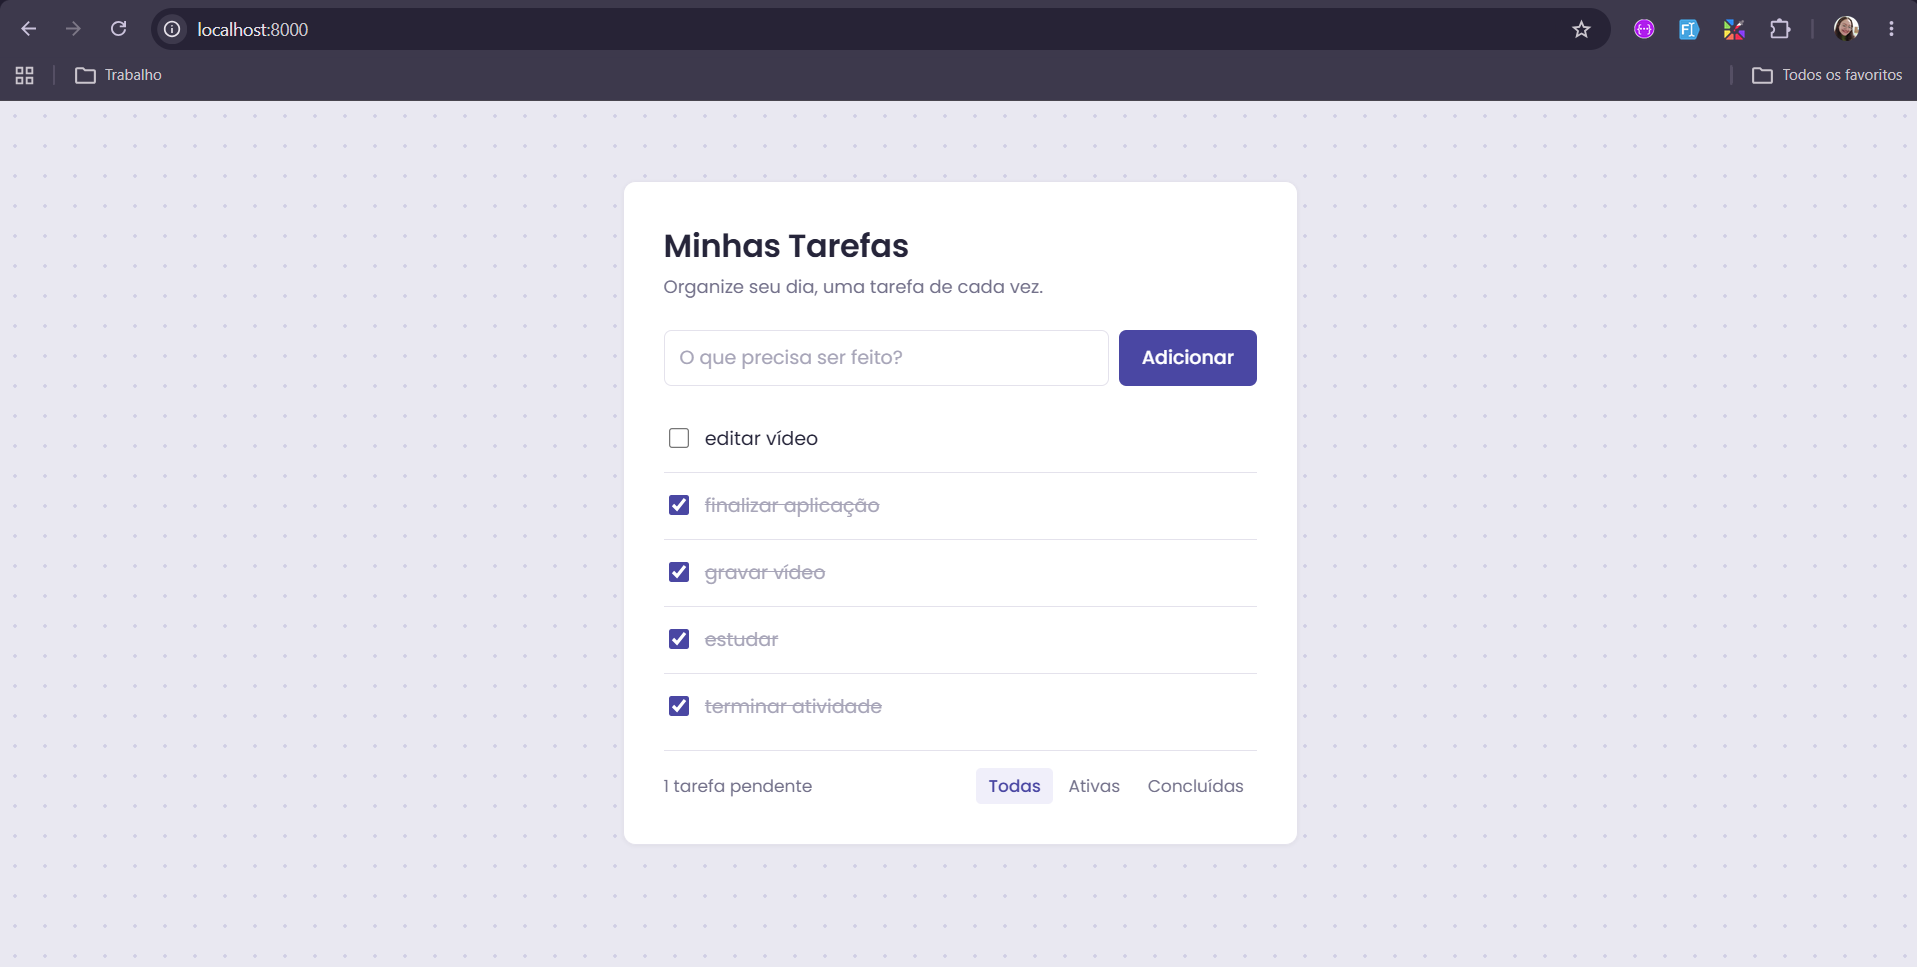 localhost:8000
Trabalho
Todos os favoritos
Minhas Tarefas
Organize seu dia, uma tarefa de cada vez.
O que precisa ser feito?
Adicionar
editar vídeo
finalizar aplicação
gravar vídeo
estudar
terminar atividade
1 tarefa pendente
Todas
Ativas
Concluídas